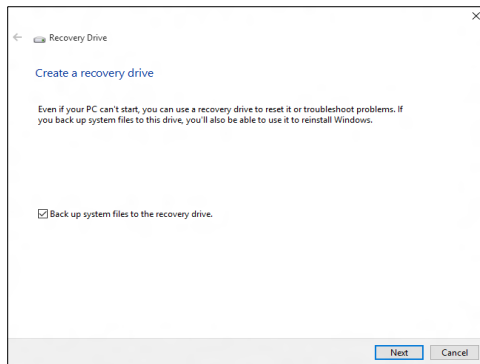 Recovery Drive
Create a recovery drive
Even if your PC can't start, you can use a recovery drive to reset it or troubleshoot problems. If
you back up system files to this drive, you'll also be able to use it to reinstall Windows.
Back up system files to the recovery drive.
Next Cancel